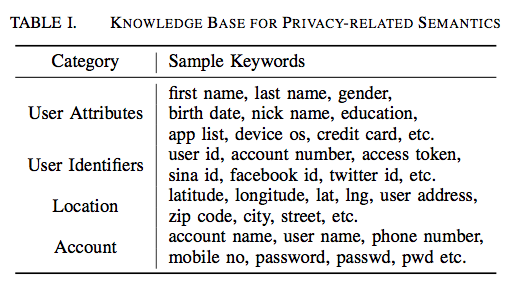 TABLE I. KNOWLEDGE BASE FOR PRIVACY-RELATED SEMANTICS
Category Sample Keywords
User Attributes
first name, last name, gender,
birth date, nick name, education,
app list, device os, credit card, etc.
User Identifiers
user id, account number, access token,
sina id, facebook id, twitter id, etc.
Location
latitude, longitude, lat, lng, user address,
zip code, city, street, etc.
Account
account name, user name, phone number,
mobile no, password, passwd, pwd etc.